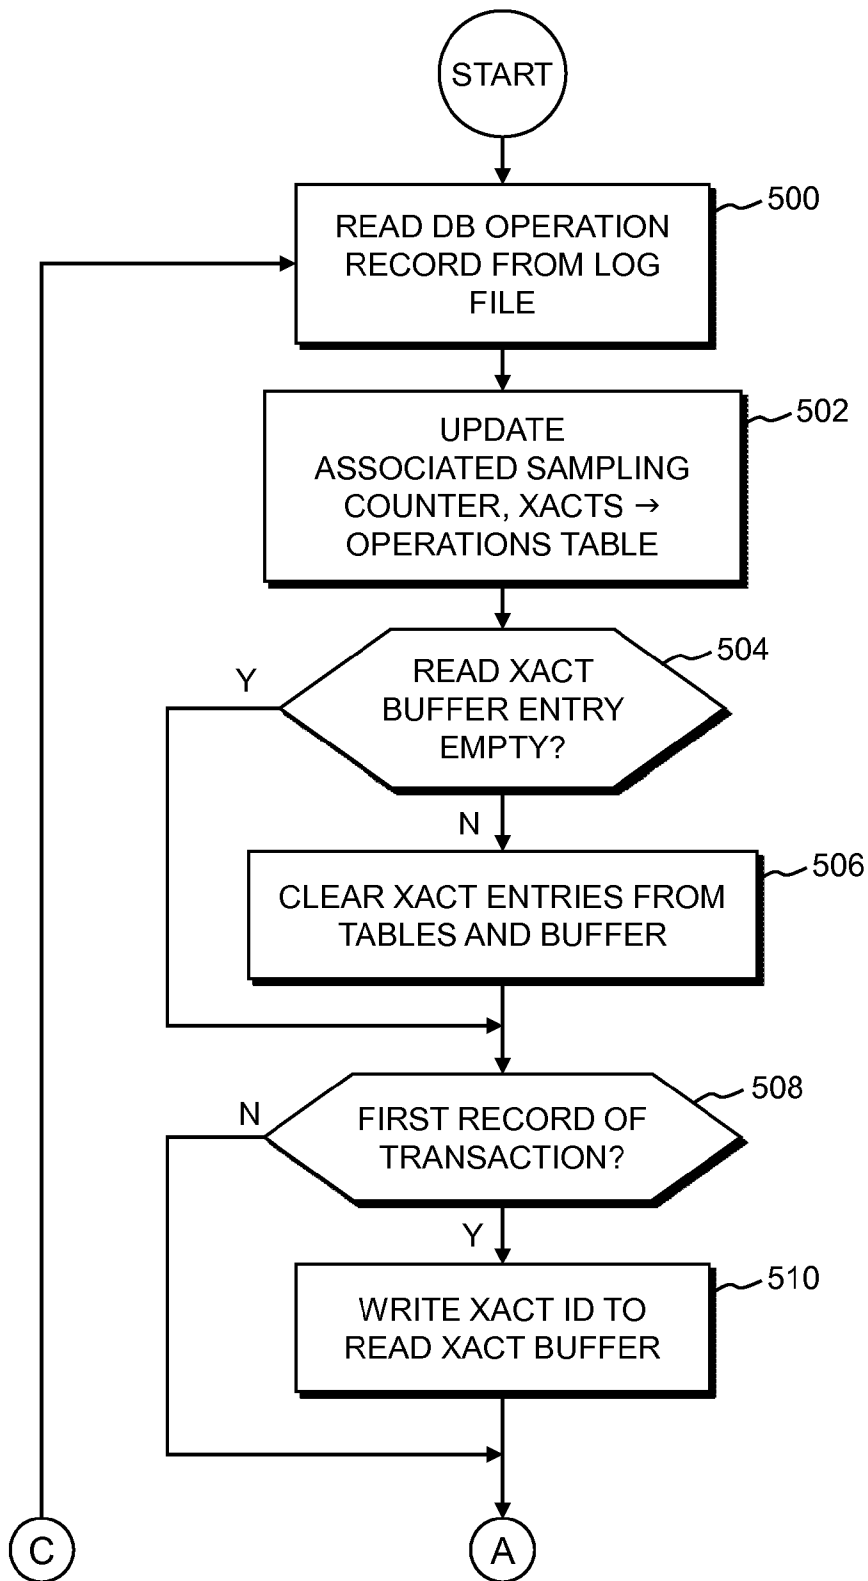 START
500
READ DB OPERATION
RECORD FROM LOG
FILE
502
UPDATE
ASSOCIATED SAMPLING
COUNTER, XACTS →
OPERATIONS TABLE
504
Y
READ XACT
BUFFER ENTRY
EMPTY?
N
506
CLEAR XACT ENTRIES FROM
TABLES AND BUFFER
508
N
FIRST RECORD OF
TRANSACTION?
Y
510
WRITE XACT ID TO
READ XACT BUFFER
C
A